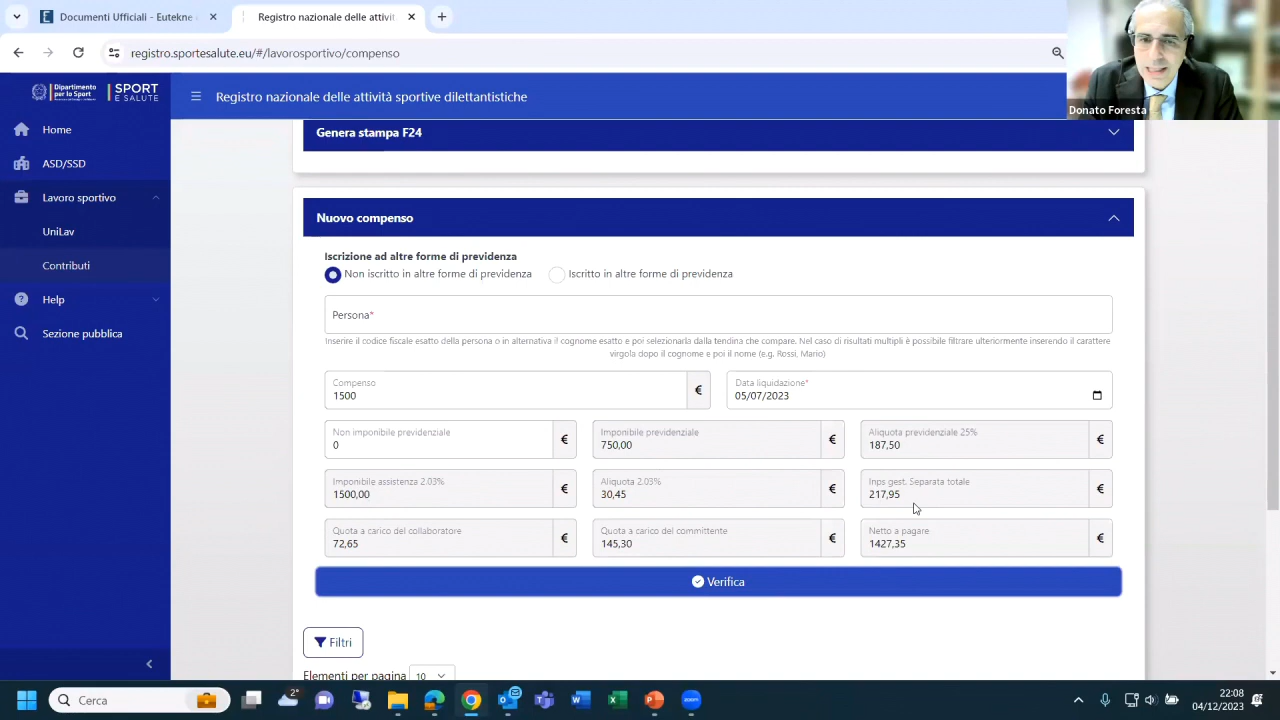 Documenti Ufficiali - Eutekne
Registro nazionale delle attivit
registro.sportesalute.eu/#/lavorosportivo/compenso
Donato Foresta
Dipartimento
per lo Sport
SPORT
E SALUTE
Registro nazionale delle attività sportive dilettantistiche
Home
ASD/SSD
Lavoro sportivo
UniLav
Contributi
Help
Sezione pubblica
Genera stampa F24
Nuovo compenso
Iscrizione ad altre forme di previdenza
Non iscritto in altre forme di previdenza
Iscritto in altre forme di previdenza
Persona*
Inserire il codice fiscale esatto della persona o in alternativa il cognome esatto e poi selezionarla dalla tendina che compare. Nel caso di risultati multipli è possibile filtrare ulteriormente inserendo il carattere
virgola dopo il cognome e poi il nome (e.g. Rossi, Mario)
Compenso
1500 €
Data liquidazione*
05/07/2023
Non imponibile previdenziale
0 €
Imponibile previdenziale
750,00 €
Aliquota previdenziale 25%
187,50 €
Imponibile assistenza 2.03%
1500,00 €
Aliquota 2.03%
30,45 €
Inps gest. Separata totale
217,95 €
Quota a carico del collaboratore
72,65 €
Quota a carico del committente
145,30 €
Netto a pagare
1427,35 €
Verifica
Filtri
Elementi per pagina 10
Cerca
2°
zoom
22:08
04/12/2023